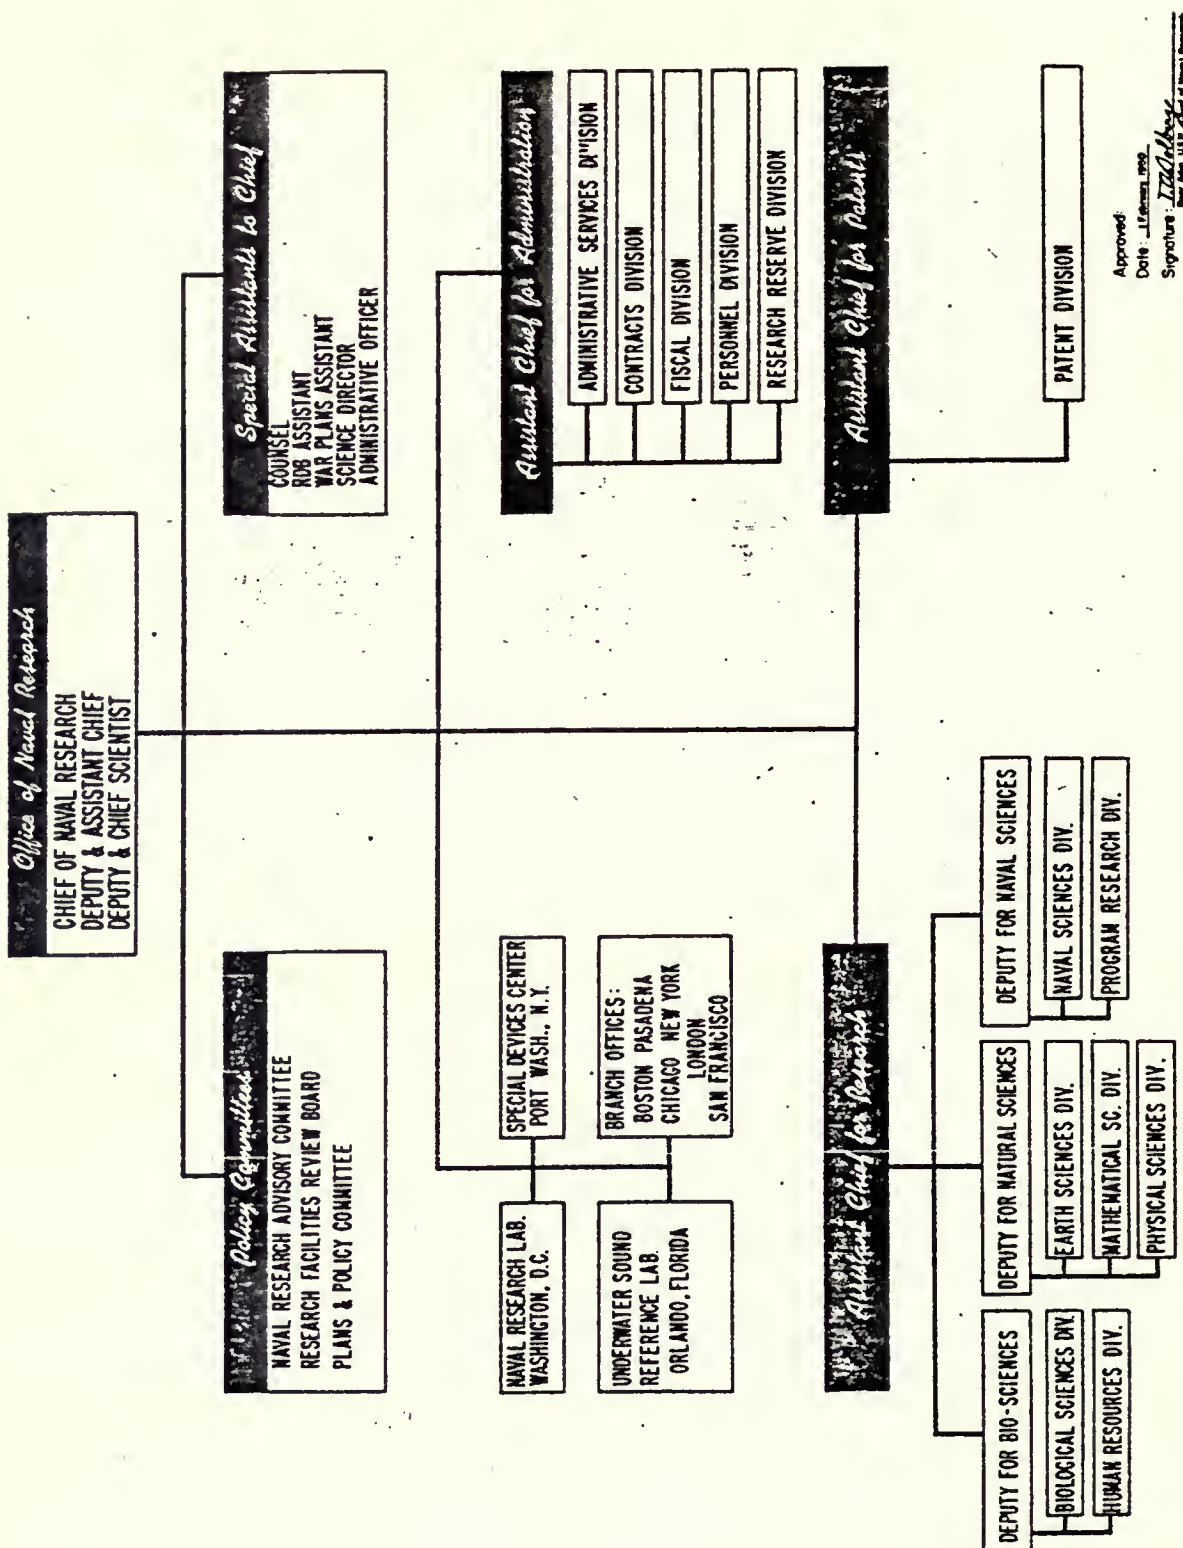 Office of Naval Research
CHIEF OF NAVAL RESEARCH
DEPUTY & ASSISTANT CHIEF
DEPUTY & CHIEF SCIENTIST
Policy Committees
NAVAL RESEARCH ADVISORY COMMITTEE
RESEARCH FACILITIES REVIEW BOARD
PLANS & POLICY COMMITTEE
Special Assistants to Chief
COUNSEL
RDB ASSISTANT
WAR PLANS ASSISTANT
SCIENCE DIRECTOR
ADMINISTRATIVE OFFICER
NAVAL RESEARCH LAB.
WASHINGTON, D.C.
SPECIAL DEVICES CENTER
PORT WASH., N.Y.
UNDERWATER SOUND
REFERENCE LAB.
ORLANDO, FLORIDA
BRANCH OFFICES:
BOSTON PASADENA
CHICAGO NEW YORK
LONDON
SAN FRANCISCO
Assistant Chief for Administration
ADMINISTRATIVE SERVICES DIVISION
CONTRACTS DIVISION
FISCAL DIVISION
PERSONNEL DIVISION
RESEARCH RESERVE DIVISION
Assistant Chief for Research
DEPUTY FOR BIO-SCIENCES
BIOLOGICAL SCIENCES DIV.
HUMAN RESOURCES DIV.
DEPUTY FOR NATURAL SCIENCES
EARTH SCIENCES DIV.
MATHEMATICAL SC. DIV.
PHYSICAL SCIENCES DIV.
DEPUTY FOR NAVAL SCIENCES
NAVAL SCIENCES DIV.
PROGRAM RESEARCH DIV.
Assistant Chief for Patents
PATENT DIVISION
Approved:
Date:
Signature: